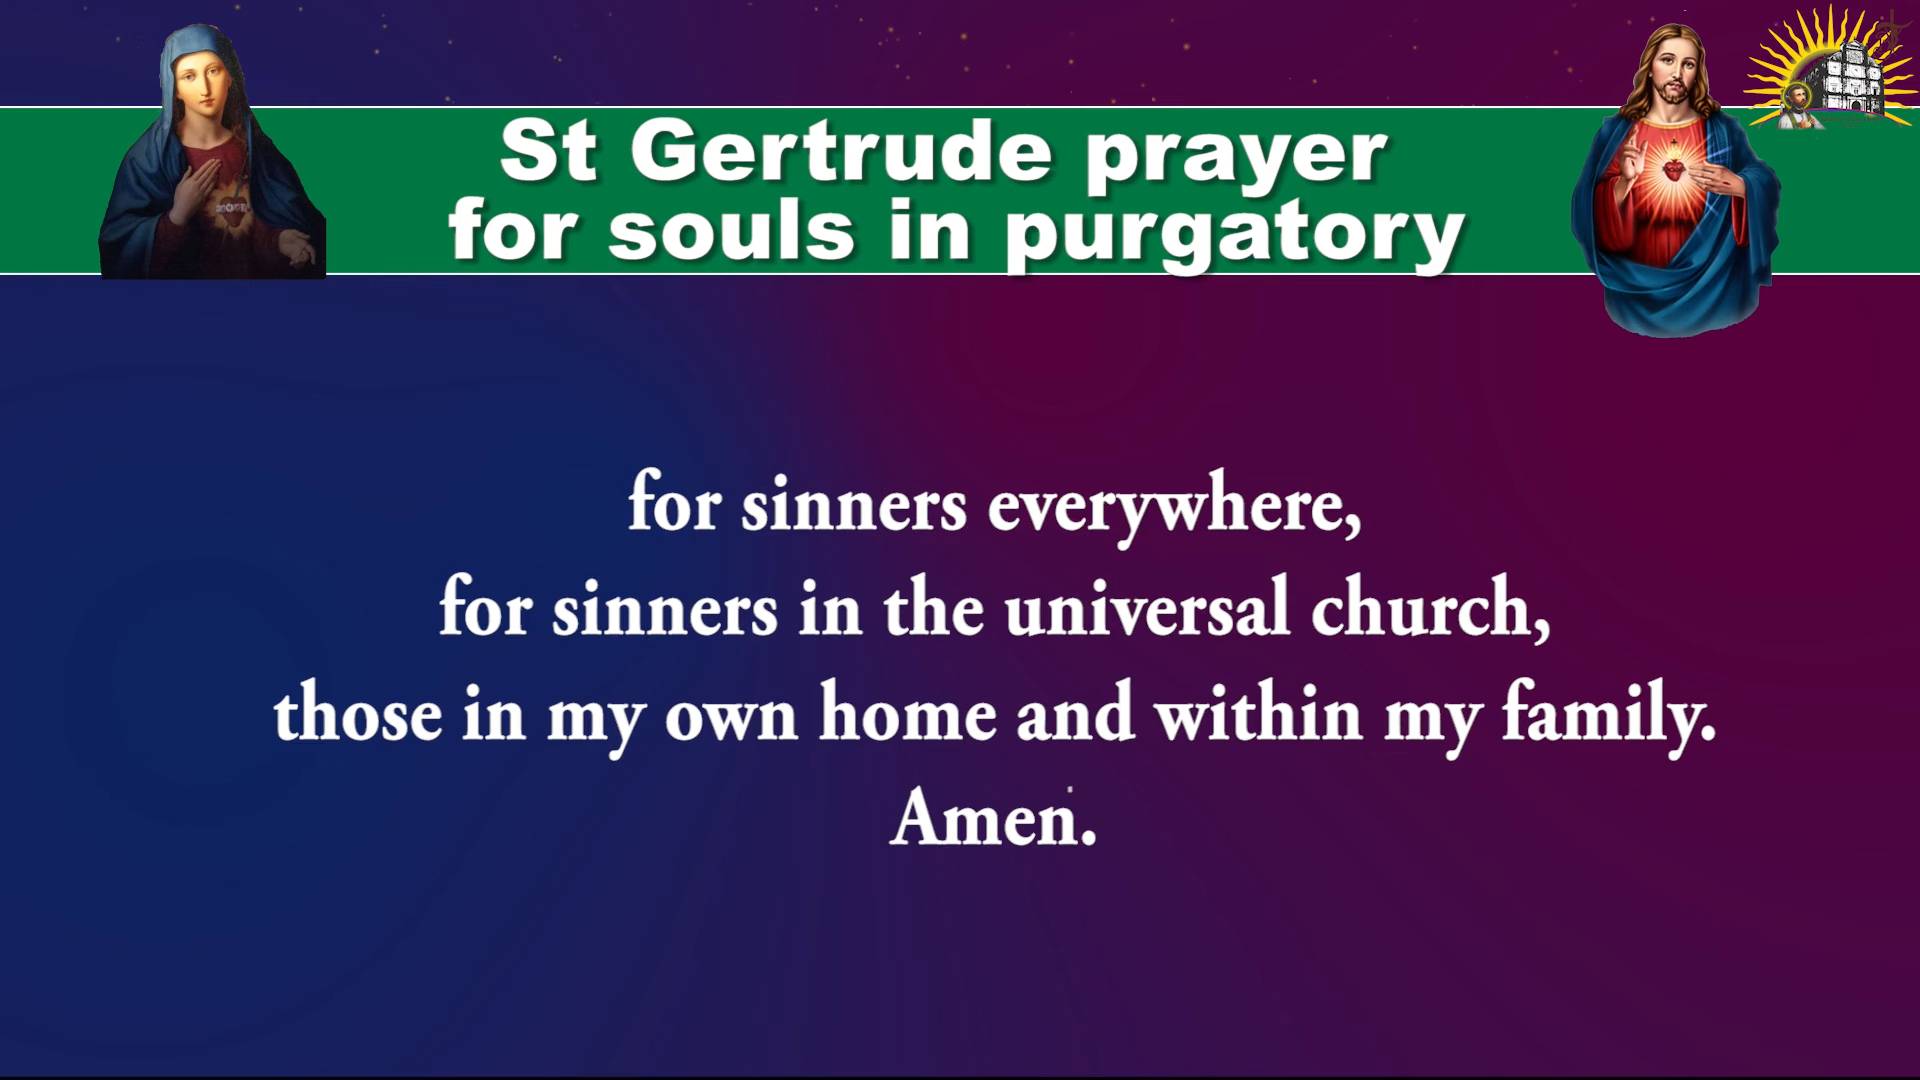 St Gertrude prayer
for souls in purgatory
for sinners everywhere,
for sinners in the universal church,
those in my own home and within my family.
Amen.